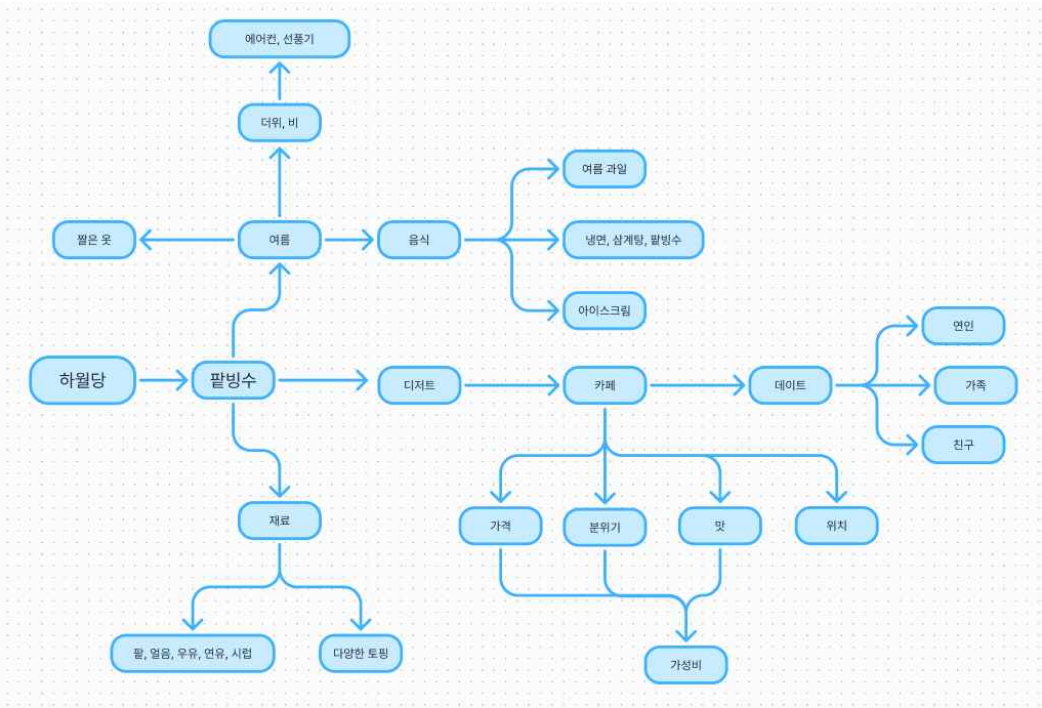 에어컨, 선풍기
더위, 비
여름 과일
짧은 옷
여름
음식
냉면, 삼계탕, 팥빙수
아이스크림
연인
하월당
팥빙수
디저트
카페
데이트
가족
친구
재료
가격
분위기
맛
위치
팥, 얼음, 우유, 연유, 시럽
다양한 토핑
가성비